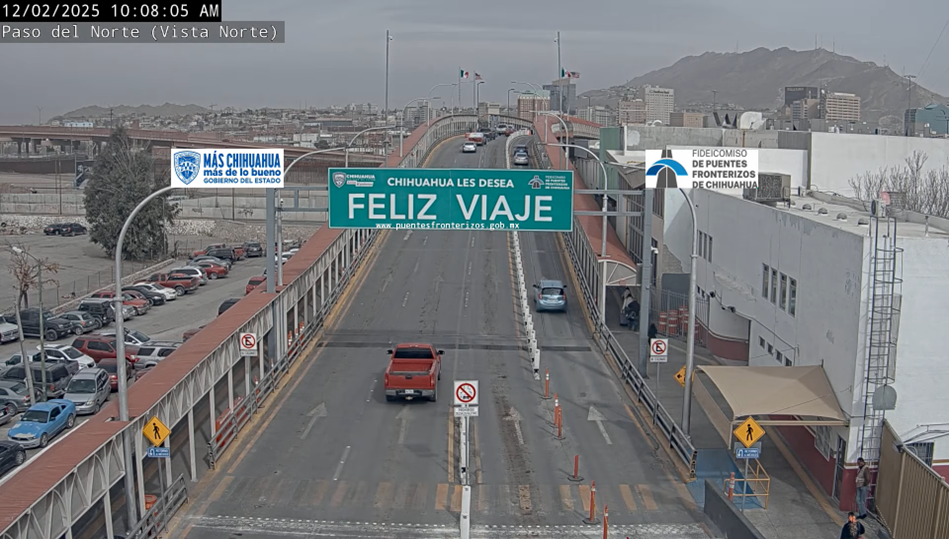 12/02/2025 10:08:05 AM
Paso del Norte (Vista Norte)
MÁS CHIHUAHUA
más de lo bueno
GOBIERNO DEL ESTADO
FIDEICOMISO
DE PUENTES
FRONTERIZOS
DE CHIHUAHUA
CHIHUAHUA LES DESEA
FELIZ VIAJE
www.puentesfronterizos.gob.mx